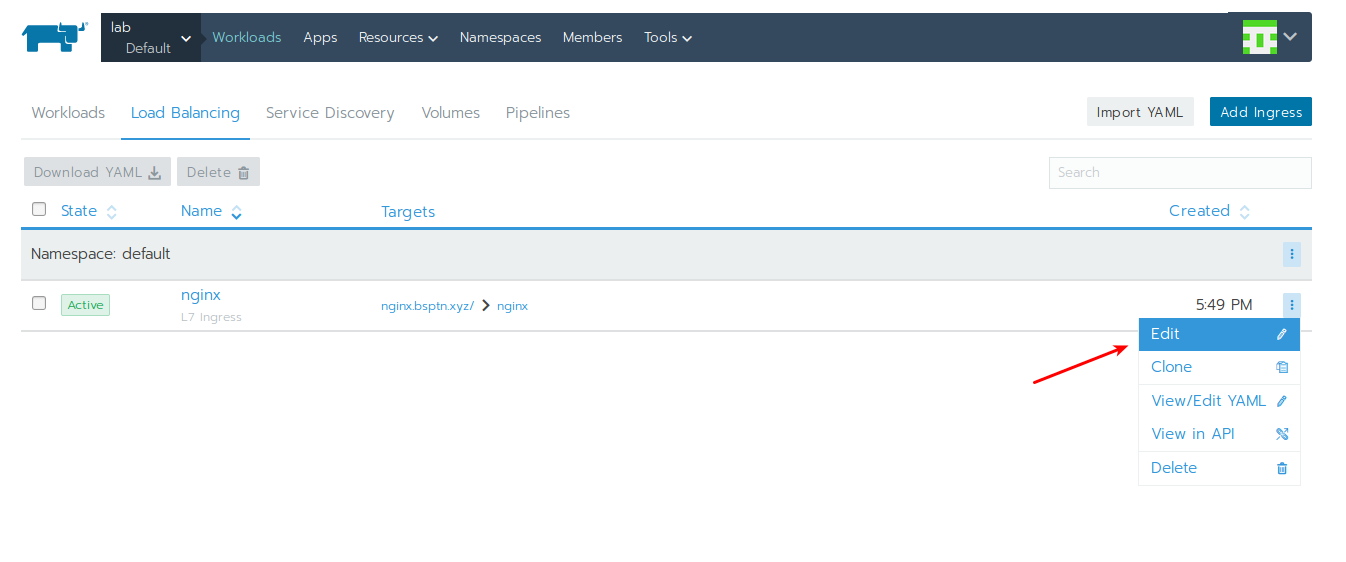 lab
Default
Workloads Apps Resources Namespaces Members Tools
Workloads Load Balancing Service Discovery Volumes Pipelines
Import YAML Add Ingress
Download YAML Delete
Search
State Name Targets Created
Namespace: default
Active nginx nginx.bsptn.xyz/ nginx 5:49 PM
L7 Ingress
Edit
Clone
View/Edit YAML
View in API
Delete